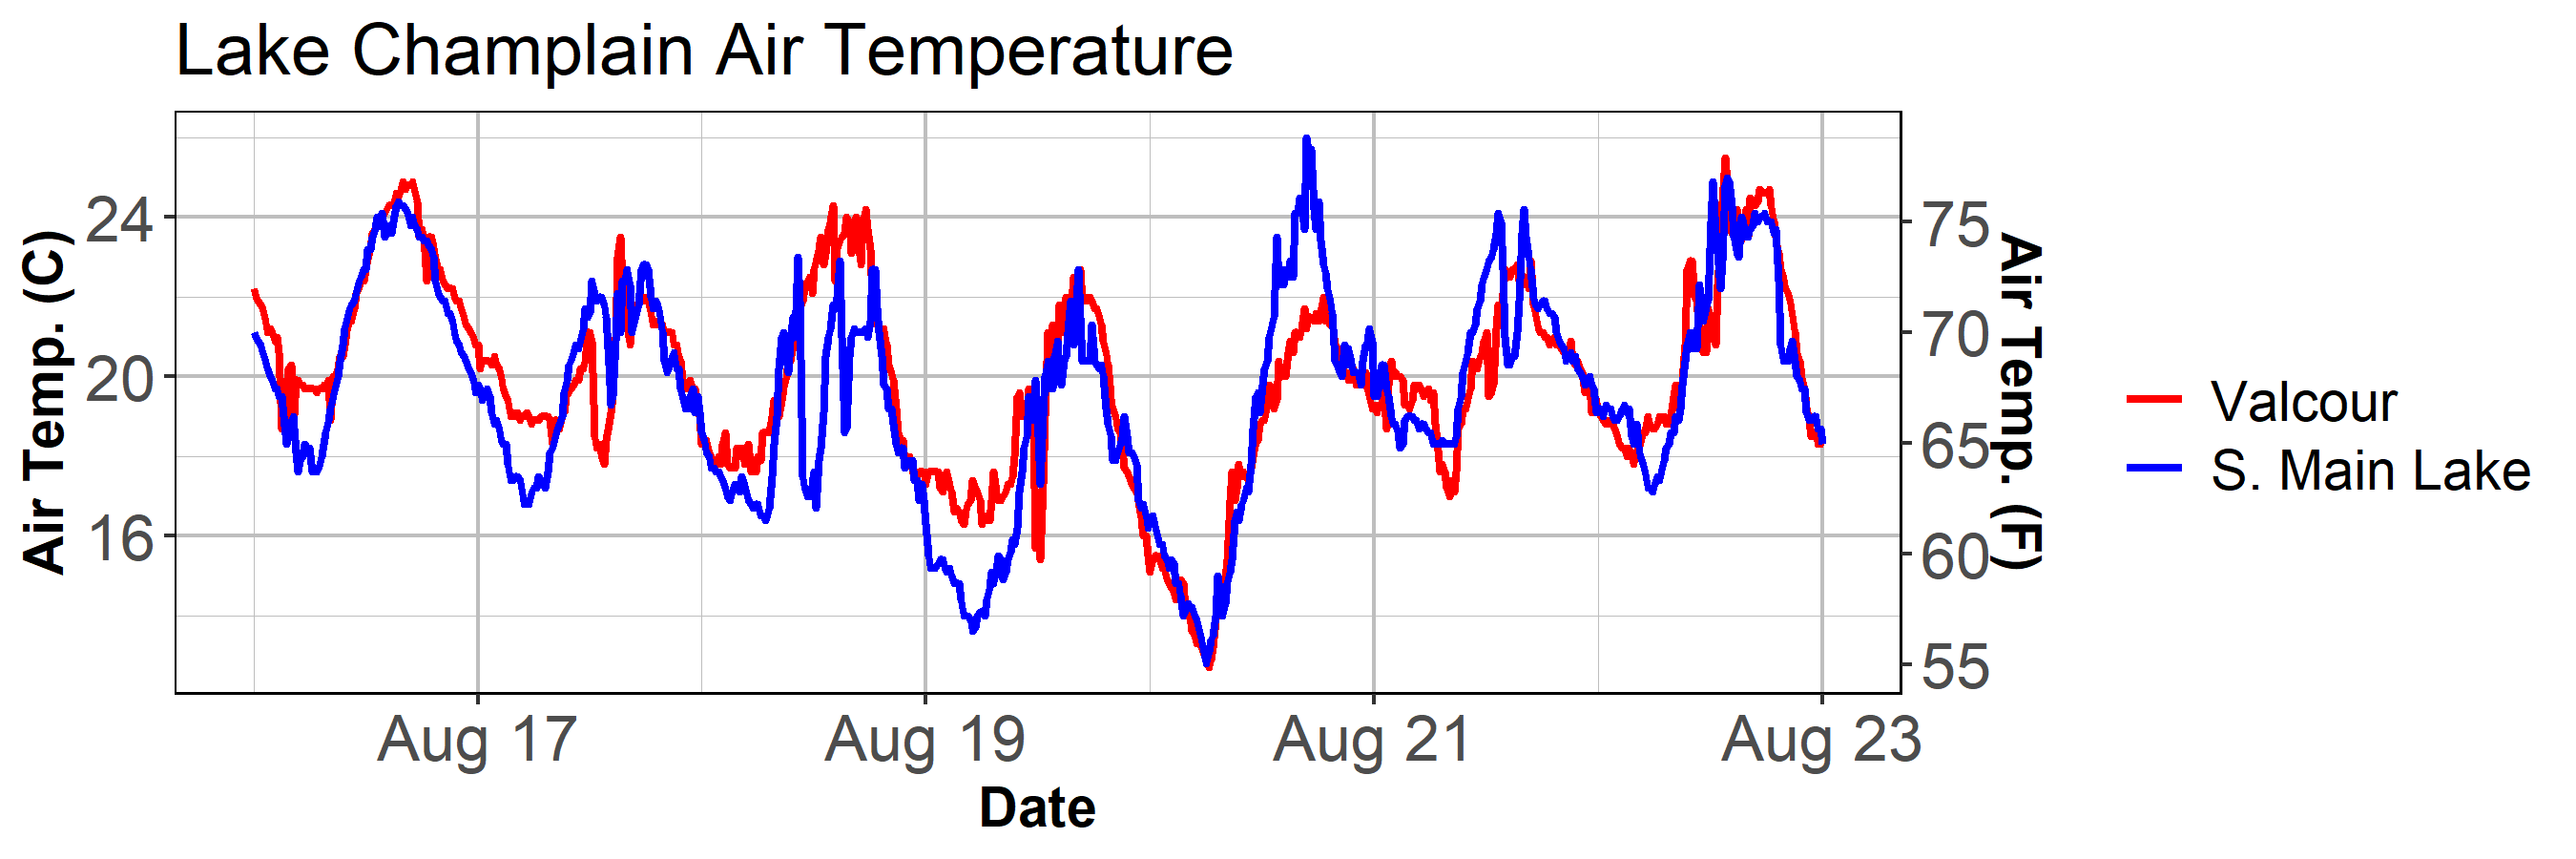 Lake Champlain Air Temperature
Air Temp. (C)
24
20
16
75
70
65
60
55
Air Temp. (F)
Valcour
S. Main Lake
Aug 17
Aug 19
Aug 21
Aug 23
Date